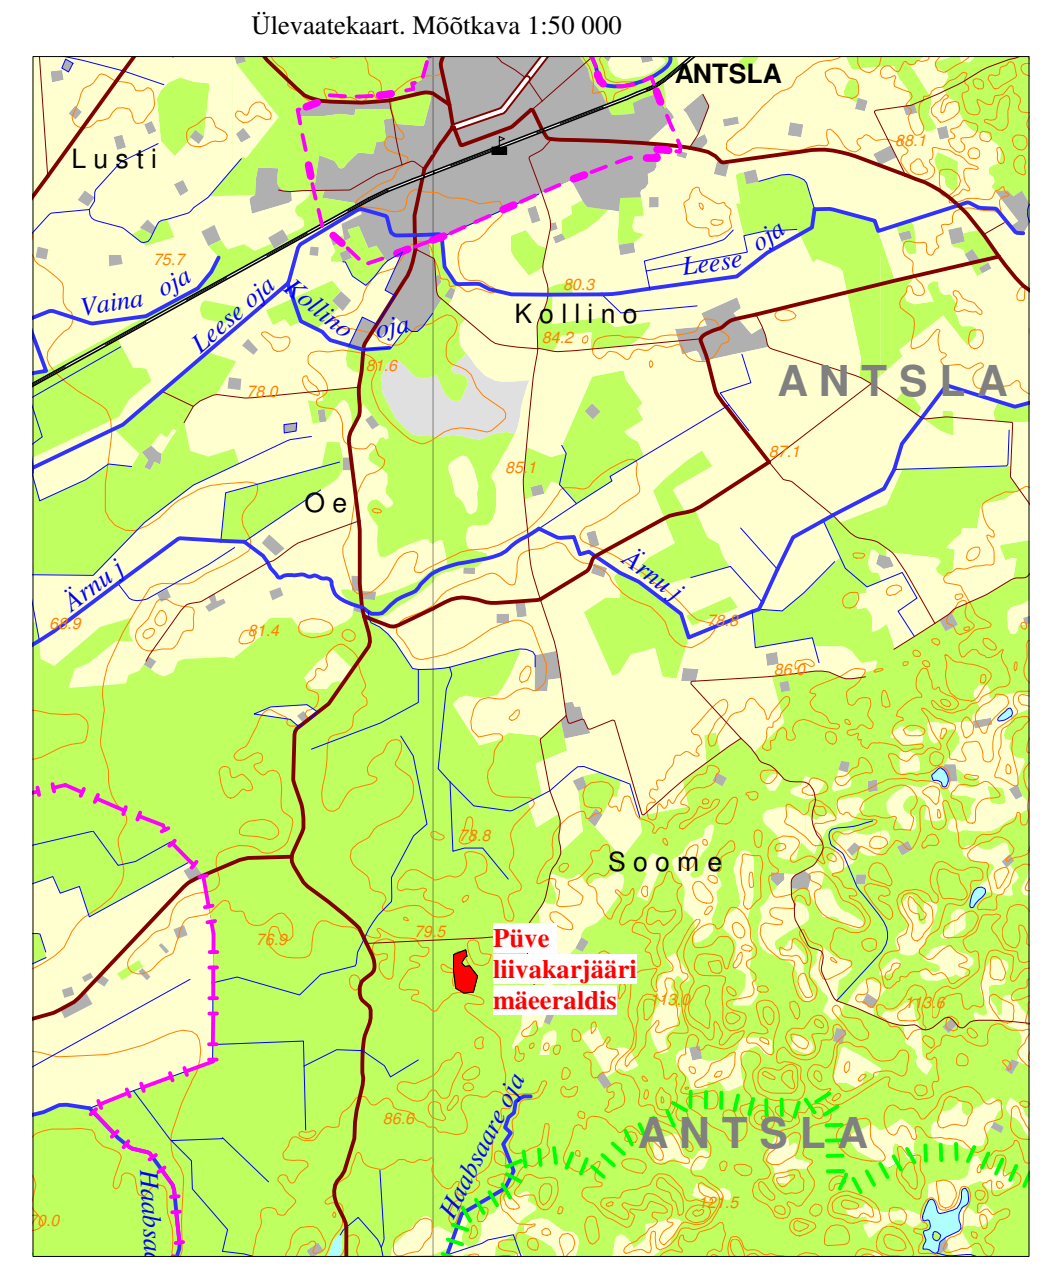 Ülevaatekaart. Mõõtkava 1:50 000
ANTSLA
88.1
Lusti
Leese oja
75.7
80.3
Vaina oja
Leese oja
Kollino oja
Kollino
84.2
81.6
ANTSLA
78.0
87.1
85.1
Õe
Ärnu j
Ärnu j
68.9
81.4
78.8
86.0
78.8
Soome
76.9
79.5
Püve
liivakarjääri
mäeeraldis
113.0
113.6
86.6
Haabsaare oja
ANTSLA
Haabsaa
70.0
121.5